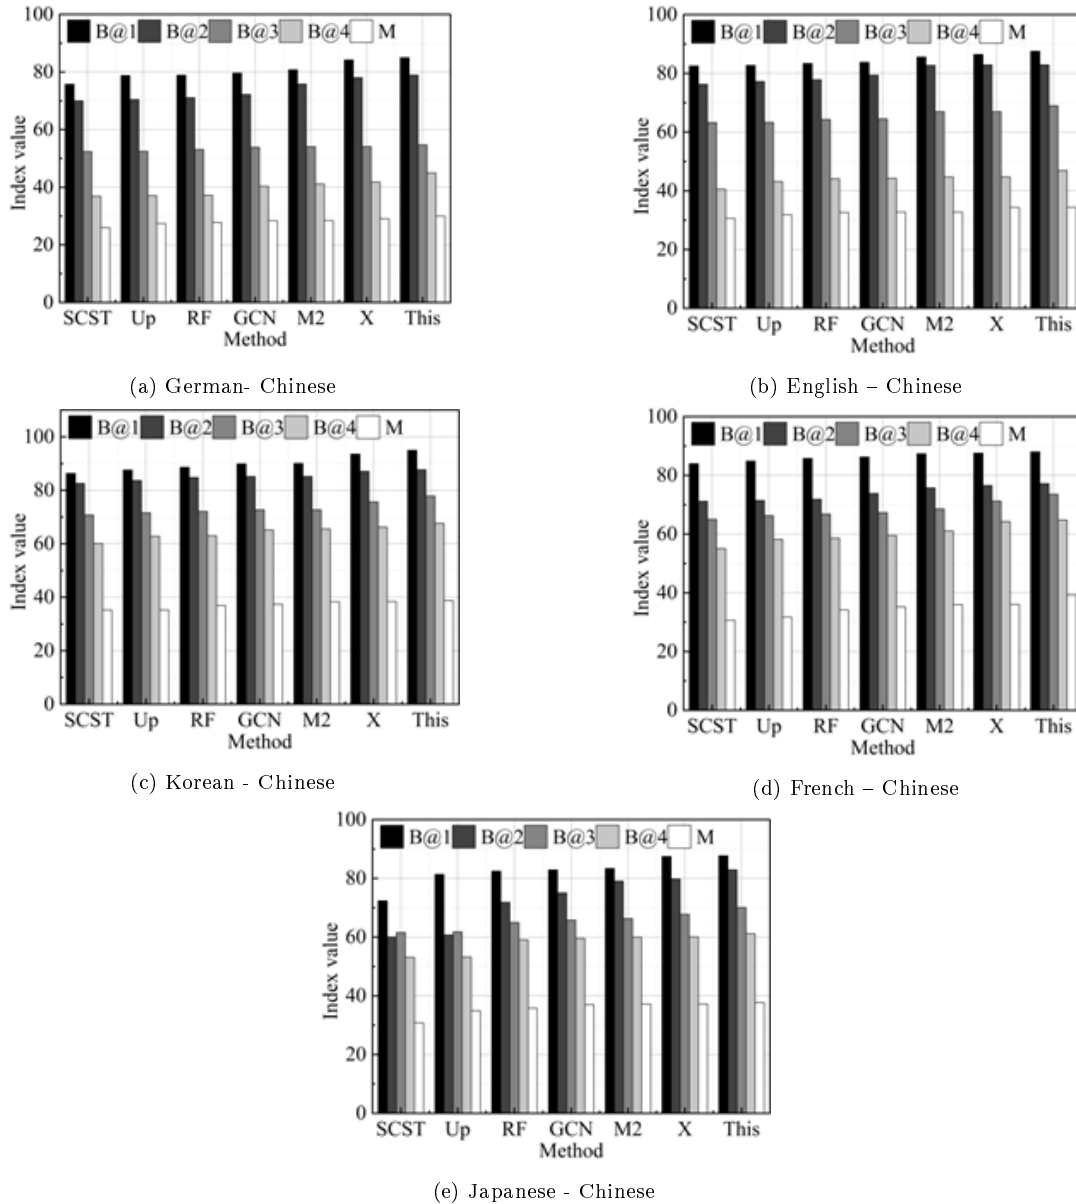 100
B@1 B@2 B@3 B@4 M
80
60
40
20
0
Index value
SCST Up RF GCN M2 X This
Method
(a) German- Chinese
100
B@1 B@2 B@3 B@4 M
80
60
40
20
0
Index value
SCST Up RF GCN M2 X This
Method
(b) English – Chinese
B@1 B@2 B@3 B@4 M
100
80
60
40
20
0
Index value
SCST Up RF GCN M2 X This
Method
(c) Korean - Chinese
100
B@1 B@2 B@3 B@4 M
80
60
40
20
0
Index value
SCST Up RF GCN M2 X This
Method
(d) French – Chinese
100
B@1 B@2 B@3 B@4 M
80
60
40
20
0
Index value
SCST Up RF GCN M2 X This
Method
(e) Japanese - Chinese